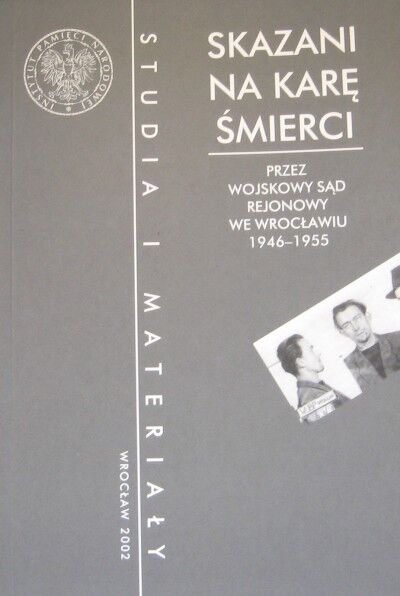 INSTYTUT PAMIĘCI NARODOWEJ
STUDIA I MATERIAŁY
WROCŁAW 2002
SKAZANI
NA KARĘ
ŚMIERCI
PRZEZ
WOJSKOWY SĄD
REJONOWY
WE WROCŁAWIU
1946–1955